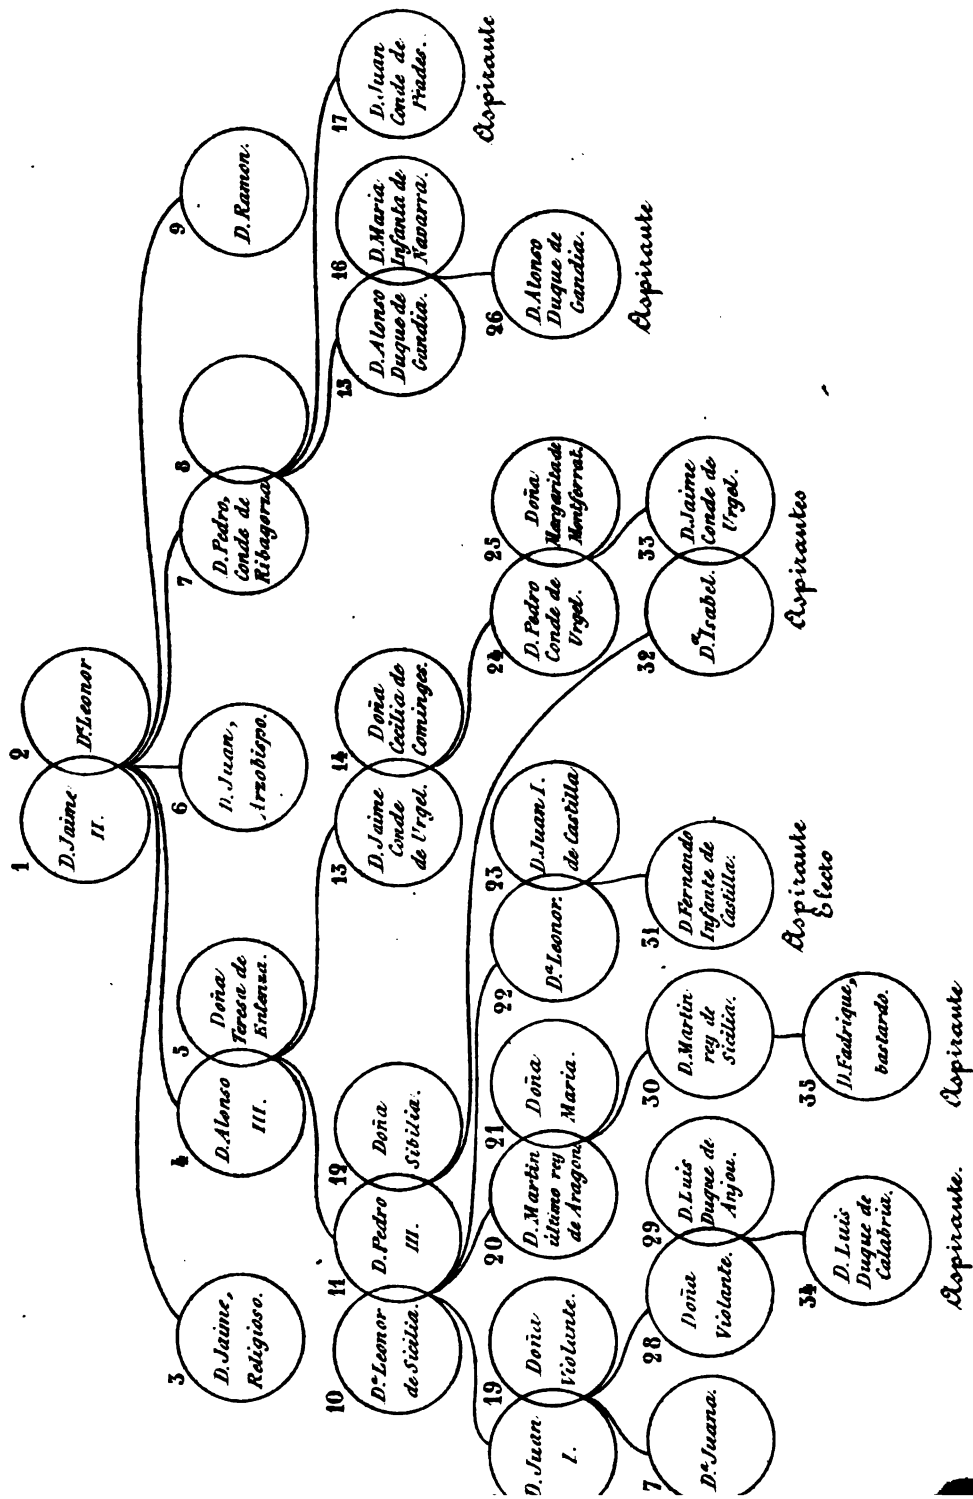 1
D. Jaime
II.
2
D.ª Leonor
3
D. Jaime,
Religioso.
4
D. Alonso
III.
5
Doña
Teresa de
Entenza.
6
D. Juan,
Arzobispo.
7
D. Pedro,
Conde de
Ribagorza
8
9
D. Ramon.
10
D.ª Leonor
de Sicilia.
11
D. Pedro
III.
12
Doña
Sibilia.
13
D. Jaime
Conde
de Urgel.
14
Doña
Cecilia de
Cominges.
15
D. Alonso
Duque de
Gandia.
16
D. Maria
Infanta de
Navarra.
17
D. Juan
Conde de
Prades.
Aspirante
D. Juan
I.
19
Doña
Violante.
20
D. Martin
último rey
de Aragon.
21
Doña
Maria.
22
D.ª Leonor.
23
D. Juan I.
de Castilla
24
D. Pedro
Conde de
Urgel.
25
Doña
Margarita de
Montferrat.
26
D. Alonso
Duque de
Gandia.
Aspirante
7
D.ª Juana.
28
Doña
Violante.
29
D. Luis
Duque de
Anjou.
30
D. Martin
rey de
Sicilia.
31
D. Fernando
Infante de
Castilla.
Aspirante
Electo
32
D.ª Isabel.
33
D. Jaime
Conde de
Urgel.
Aspirantes
34
D. Luis
Duque de
Calabria.
Aspirante.
35
D. Fadrique,
bastardo.
Aspirante